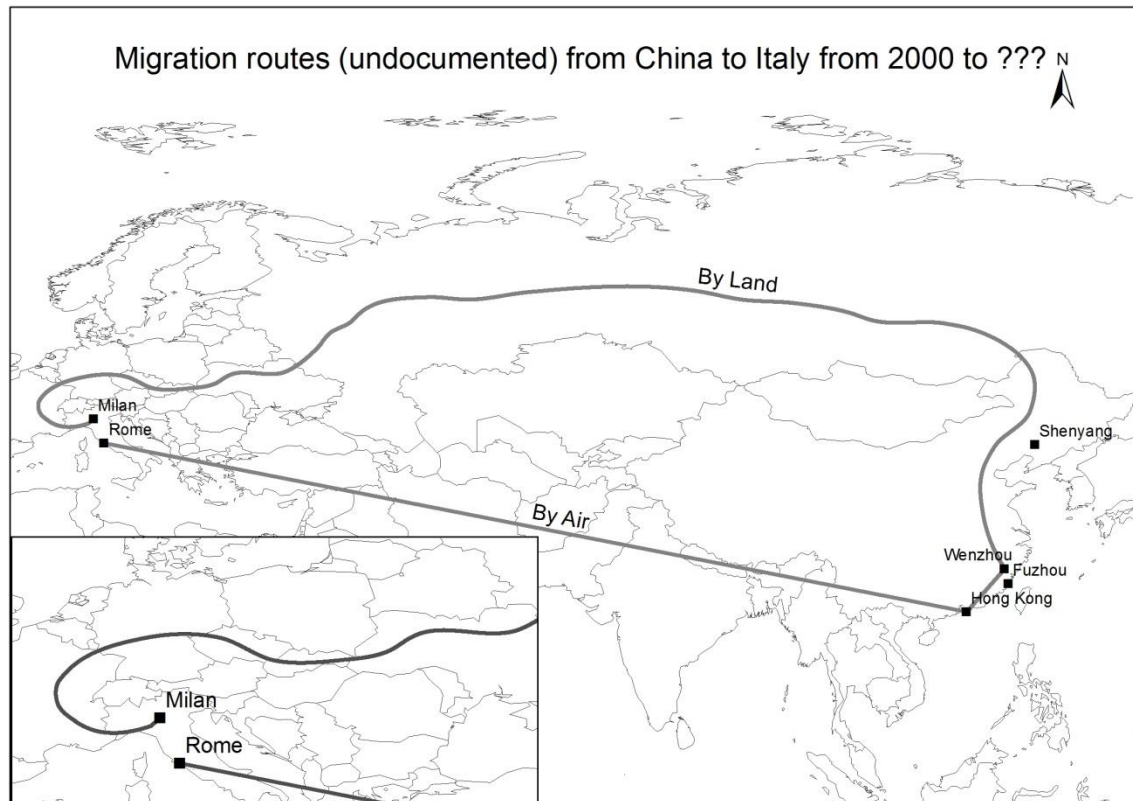 Migration routes (undocumented) from China to Italy from 2000 to ???
N
By Land
Milan
Rome
Shenyang
By Air
Wenzhou
Fuzhou
Hong Kong
Milan
Rome